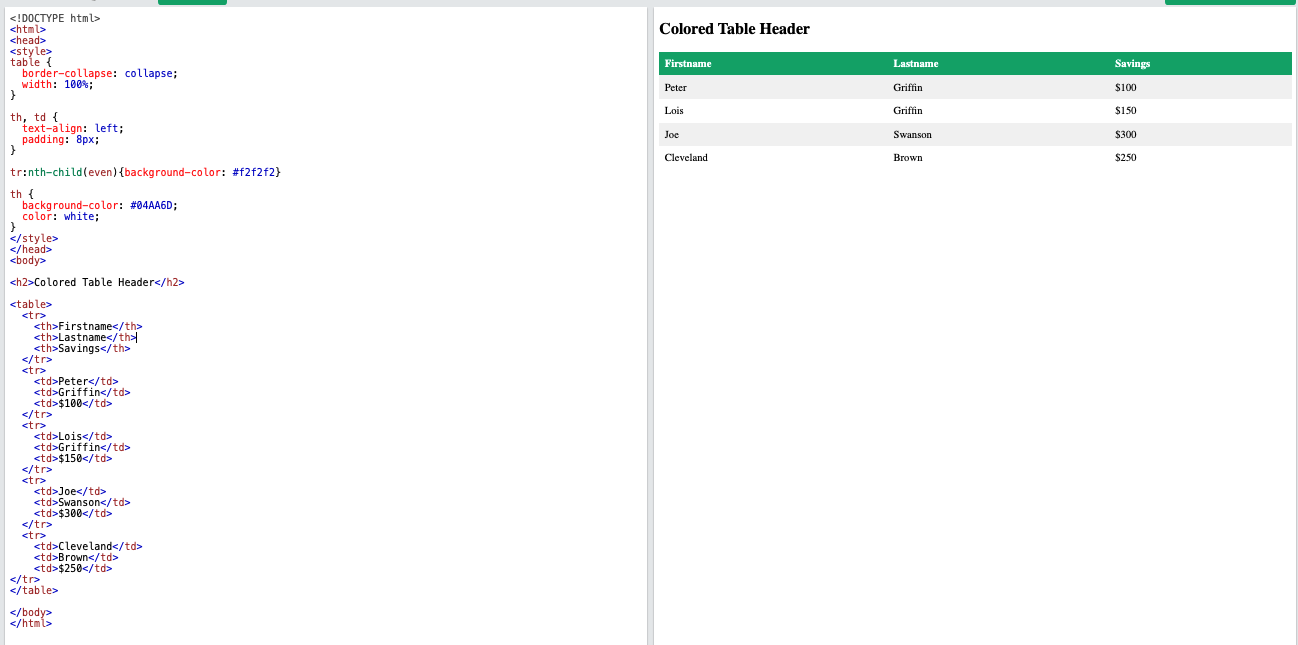 <!DOCTYPE html>
<html>
<head>
<style>
table {
  border-collapse: collapse;
  width: 100%;
}

th, td {
  text-align: left;
  padding: 8px;
}

tr:nth-child(even){background-color: #f2f2f2}

th {
  background-color: #04AA6D;
  color: white;
}
</style>
</head>
<body>

<h2>Colored Table Header</h2>

<table>
  <tr>
    <th>Firstname</th>
    <th>Lastname</th>
    <th>Savings</th>
  </tr>
  <tr>
    <td>Peter</td>
    <td>Griffin</td>
    <td>$100</td>
  </tr>
  <tr>
    <td>Lois</td>
    <td>Griffin</td>
    <td>$150</td>
  </tr>
  <tr>
    <td>Joe</td>
    <td>Swanson</td>
    <td>$300</td>
  </tr>
  <tr>
    <td>Cleveland</td>
    <td>Brown</td>
    <td>$250</td>
</tr>
</table>

</body>
</html>
Colored Table Header
Firstname Lastname Savings
Peter Griffin $100
Lois Griffin $150
Joe Swanson $300
Cleveland Brown $250